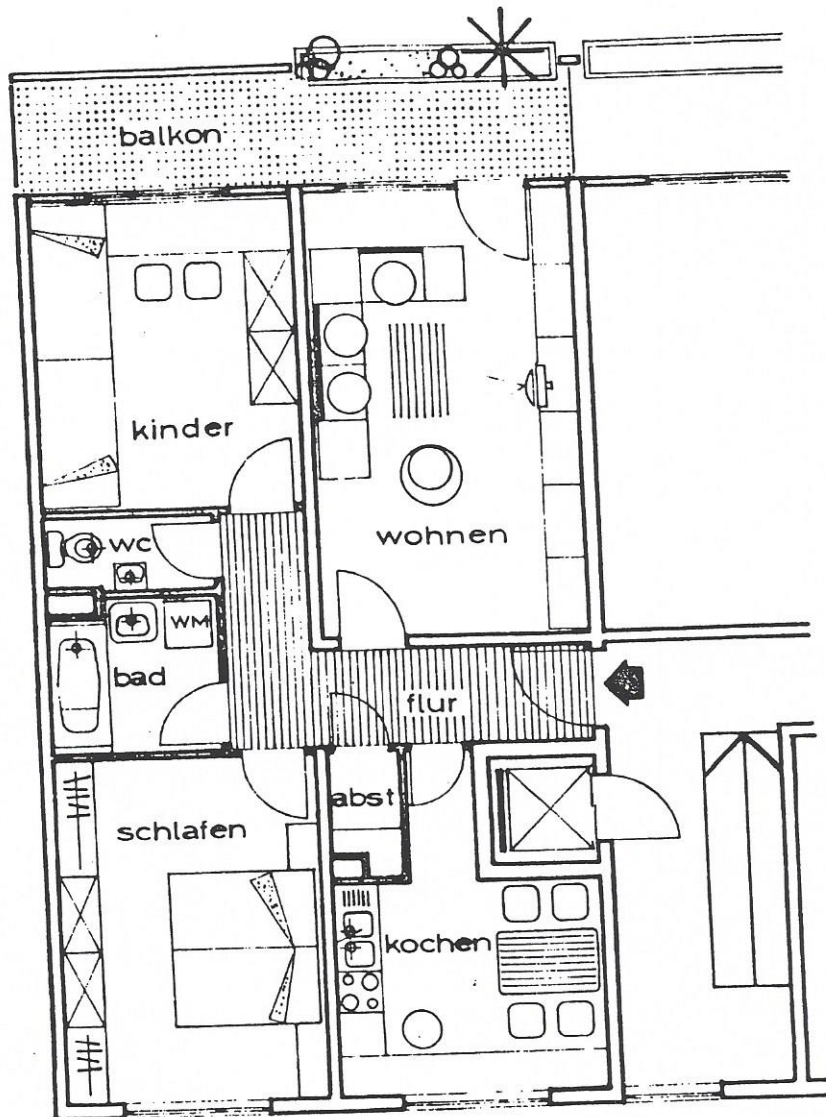 balkon
kinder
wohnen
wc
WM
bad
flur
abst
schlafen
kochen